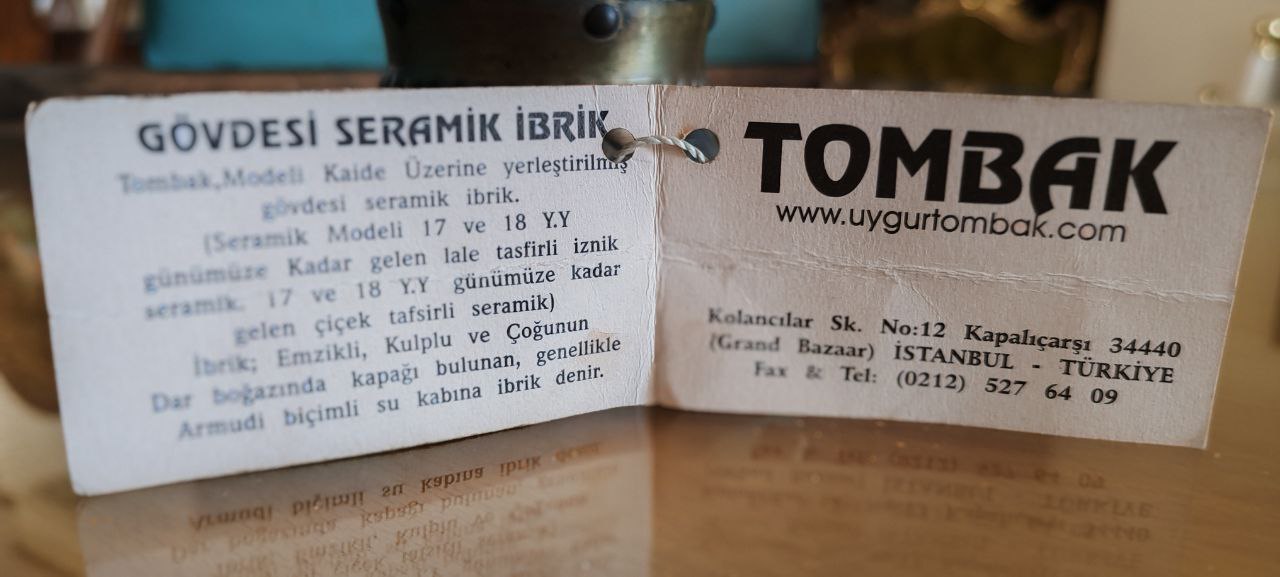 GÖVDESİ SERAMİK İBRİK
Tombak,Modeli Kaide Üzerine yerleştirilmiş
gövdesi seramik ibrik.
(Seramik Modeli 17 ve 18 Y.Y
günümüze Kadar gelen lale tasfirli iznik
seramik. 17 ve 18 Y.Y günümüze kadar
gelen çiçek tafsirli seramik)
İbrik; Emzikli, Kulplu ve Çoğunun
Dar boğazında kapağı bulunan, genellikle
Armudi biçimli su kabına ibrik denir.
TOMBAK
www.uygurtombak.com
Kolancılar Sk. No:12 Kapalıçarşı 34440
(Grand Bazaar) İSTANBUL - TÜRKİYE
Fax & Tel: (0212) 527 64 09